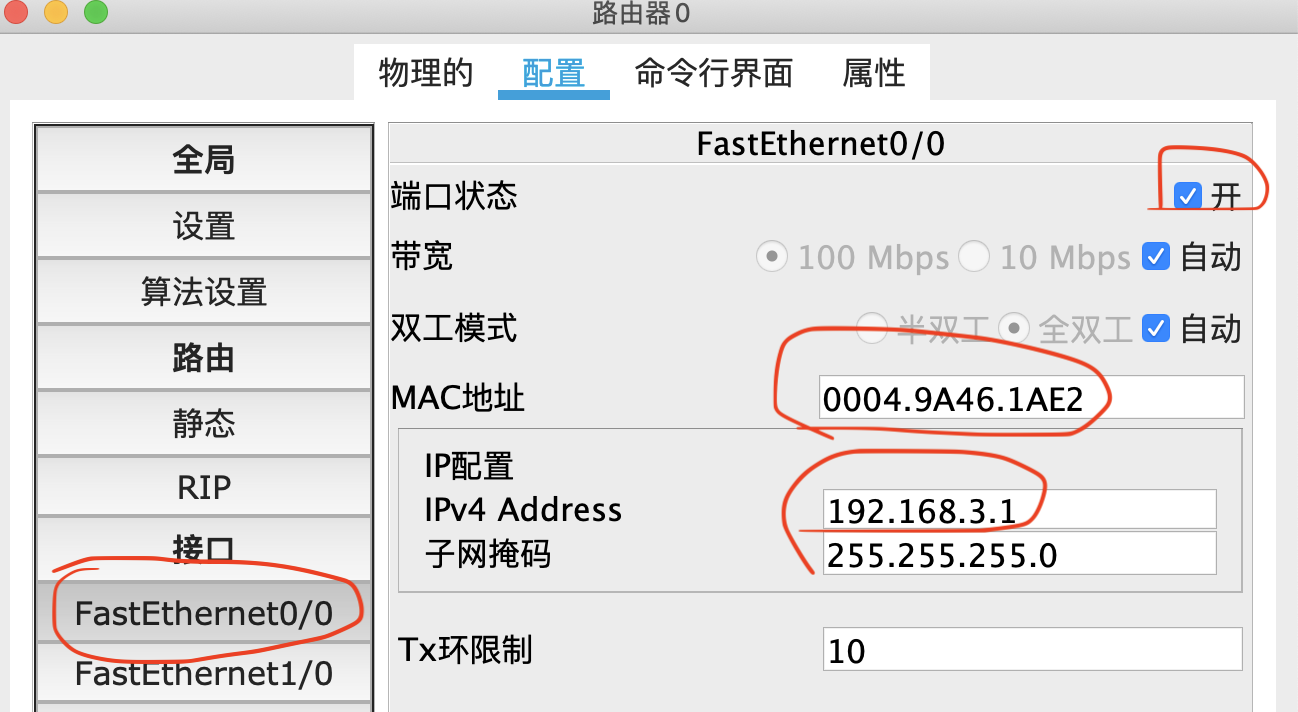 路由器0
物理的 配置 命令行界面 属性
全局
设置
算法设置
路由
静态
RIP
接口
FastEthernet0/0
FastEthernet1/0
FastEthernet0/0
端口状态 开
带宽 100 Mbps 10 Mbps 自动
双工模式 半双工 全双工 自动
MAC地址 0004.9A46.1AE2
IP配置
IPv4 Address 192.168.3.1
子网掩码 255.255.255.0
Tx环限制 10